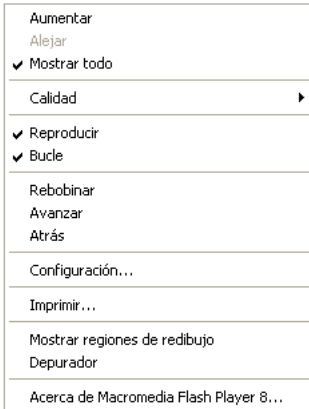 Aumentar
Alejar
Mostrar todo
Calidad
Reproducir
Bucle
Rebobinar
Avanzar
Atrás
Configuración...
Imprimir...
Mostrar regiones de redibujo
Depurador
Acerca de Macromedia Flash Player 8...